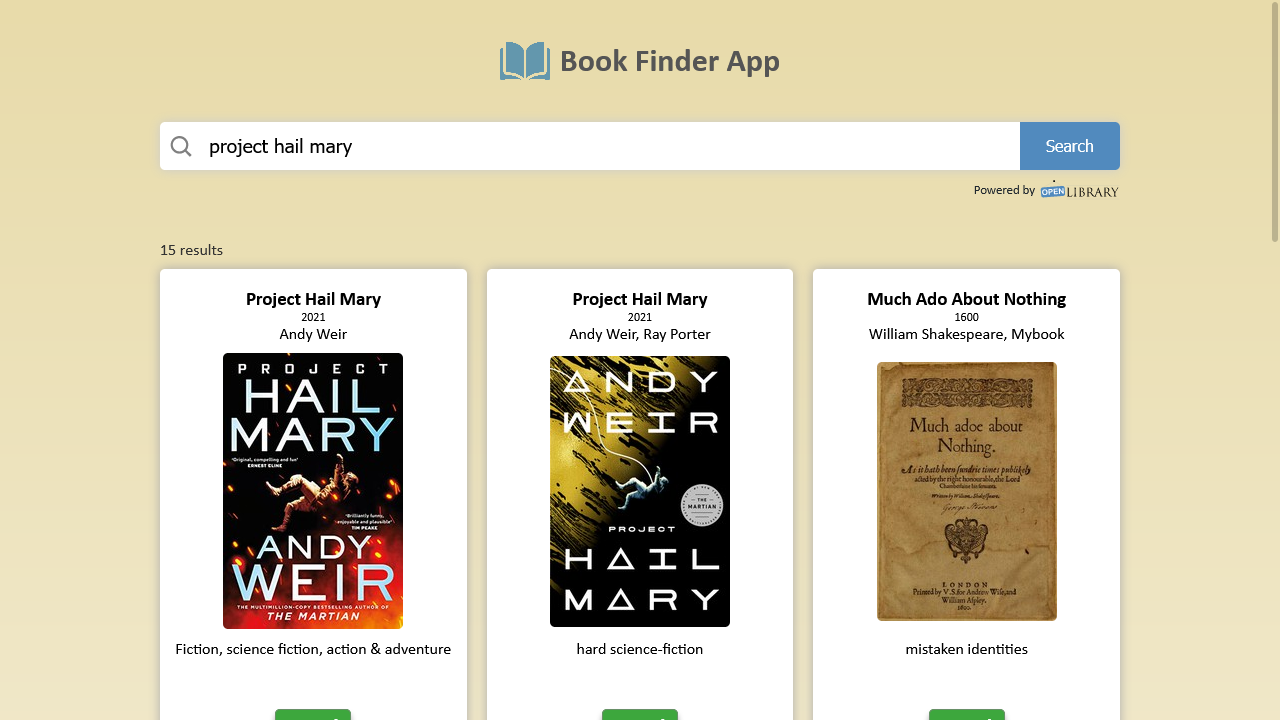 Book Finder App
project hail mary
Search
Powered by OPEN LIBRARY
15 results
Project Hail Mary
2021
Andy Weir
PROJECT
HAIL
MARY
'Original, compelling and fun'
ERNEST CLINE
'Brilliantly funny,
enjoyable and plausible'
TIM PEAKE
ANDY
WEIR
THE MULTIMILLION-COPY BESTSELLING AUTHOR OF
THE MARTIAN
Fiction, science fiction, action & adventure
Project Hail Mary
2021
Andy Weir, Ray Porter
ANDY
WEIR
THE
MARTIAN
PROJECT
HAIL
MARY
hard science-fiction
Much Ado About Nothing
1600
William Shakespeare, Mybook
Much adoe about
Nothing.
As it hath been sundrie times publikely
acted by the right honourable, the Lord
Chamberlaine his seruants.
Written by William Shakespeare.
LONDON
Printed by V.S. for Andrew Wise, and
William Aspley.
1600.
mistaken identities